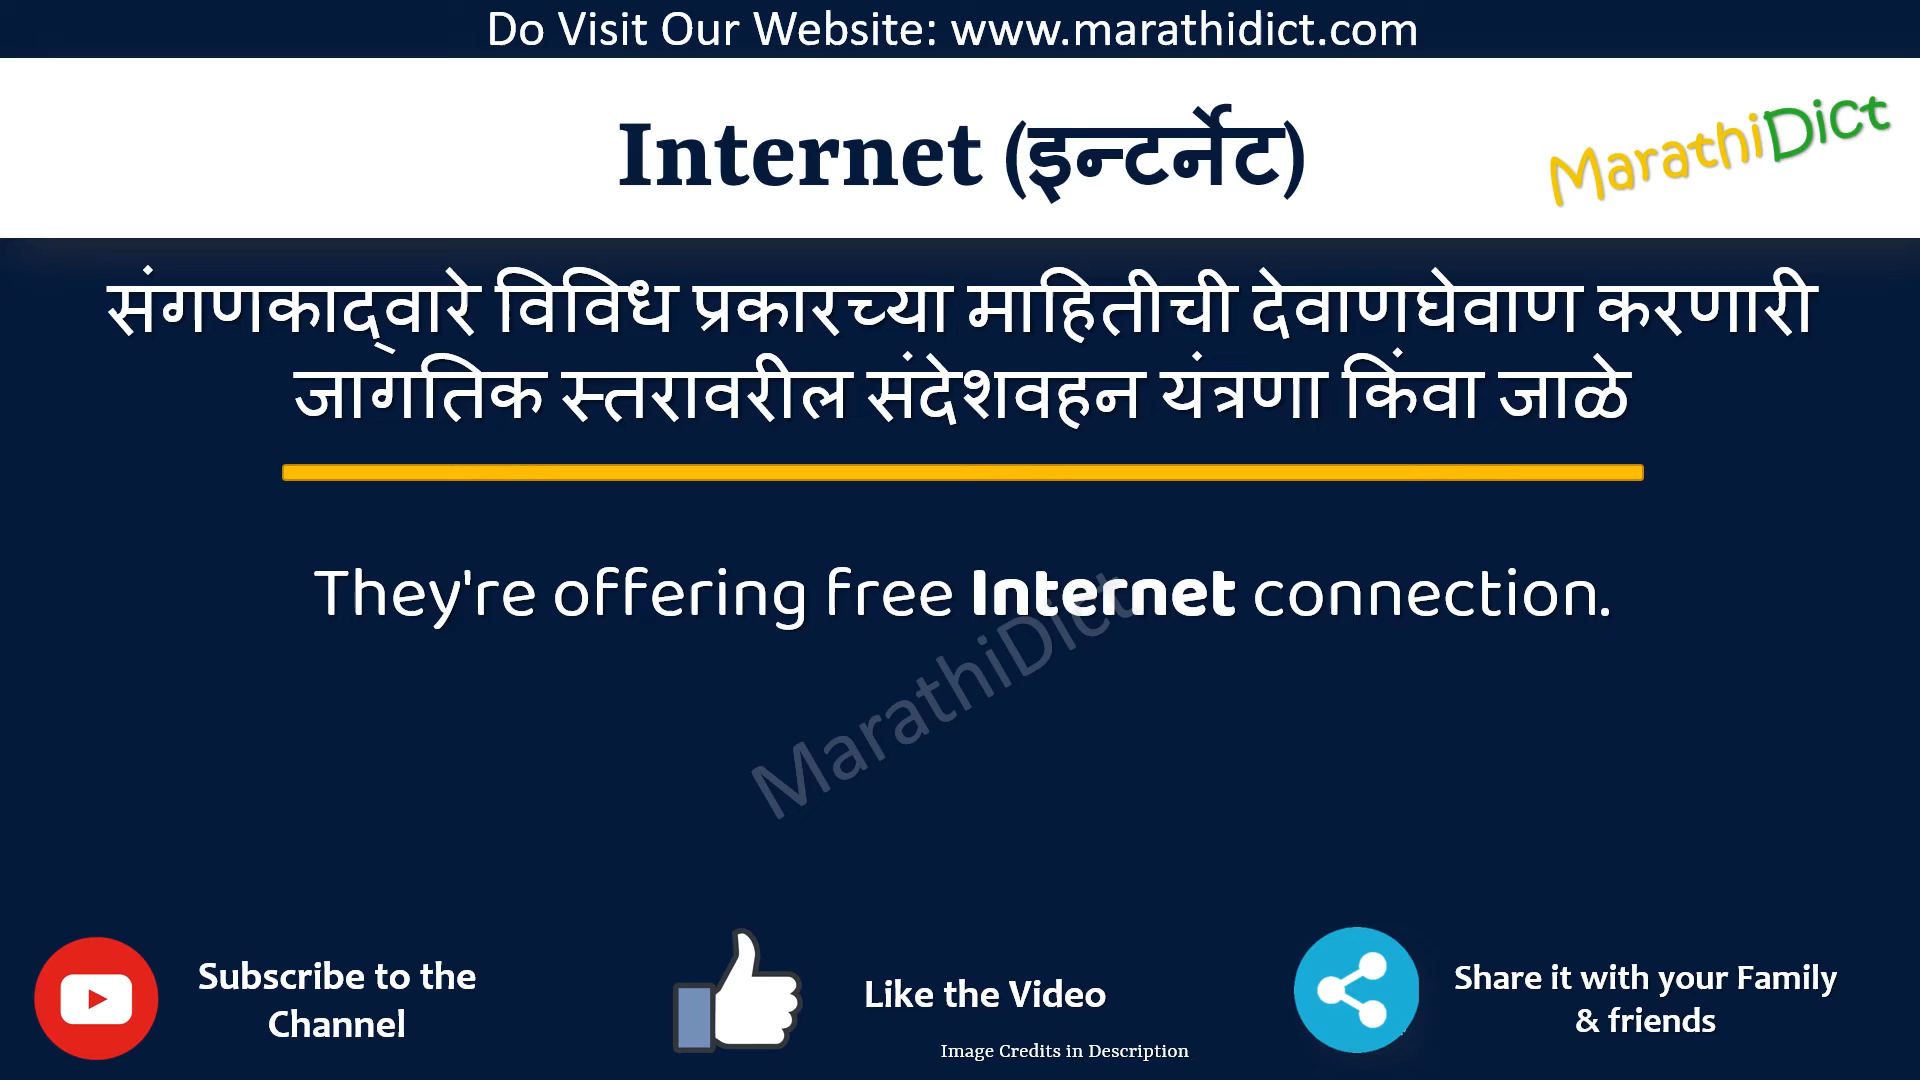 Do Visit Our Website: www.marathidict.com
Internet (इन्टर्नेट)
MarathiDict
संगणकाद्‌वारे विविध प्रकारच्या माहितीची देवाणघेवाण करणारी
जागतिक स्तरावरील संदेशवहन यंत्रणा किंवा जाळे
They're offering free Internet connection.
MarathiDict
Subscribe to the
Channel
Like the Video
Share it with your Family
& friends
Image Credits in Description